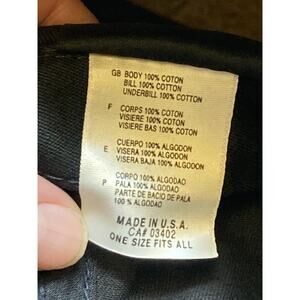 GB BODY 100% COTON
BILL 100% COTTON
UNDERBILL 100% COTTON
F CORPS 100% COTON
VISIERE 100% COTON
VISIERE BAS 100% COTON
CUERPO 100% ALGODON
E VISERA 100% ALGODON
VISERA BAJA 100% ALGODON
CORPO 100% ALGODAO
P PALA 100% ALGODAO
PARTE DE BACIO DE PALA
100 % ALGODAO
MADE IN U.S.A.
CA# 03402
ONE SIZE FITS ALL